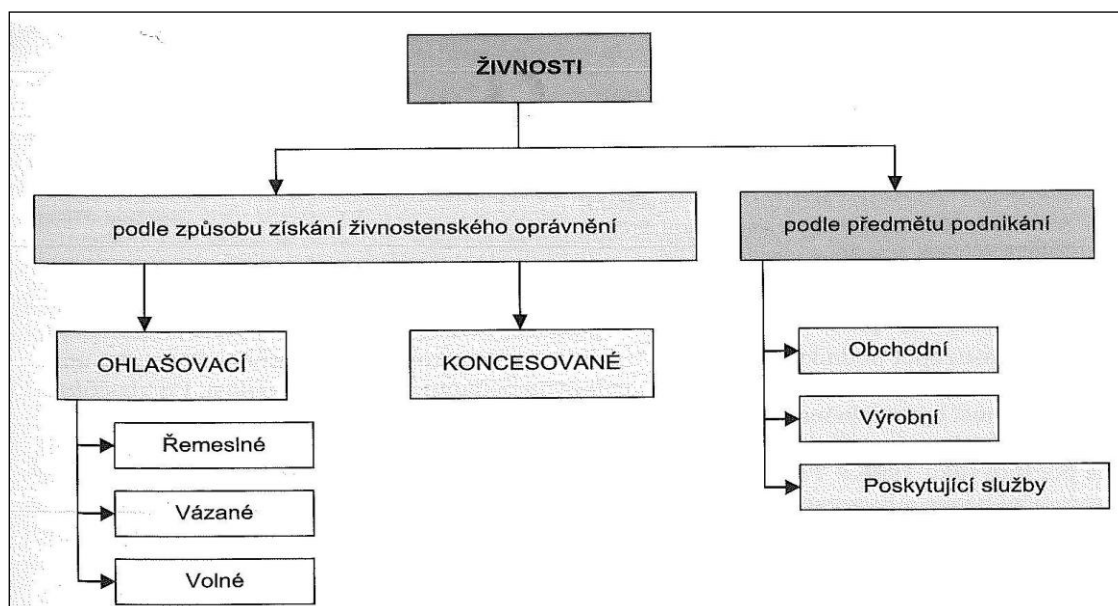 ŽIVNOSTI
podle způsobu získání živnostenského oprávnění
podle předmětu podnikání
OHLAŠOVACÍ
KONCESOVANÉ
Řemeslné
Vázané
Volné
Obchodní
Výrobní
Poskytující služby